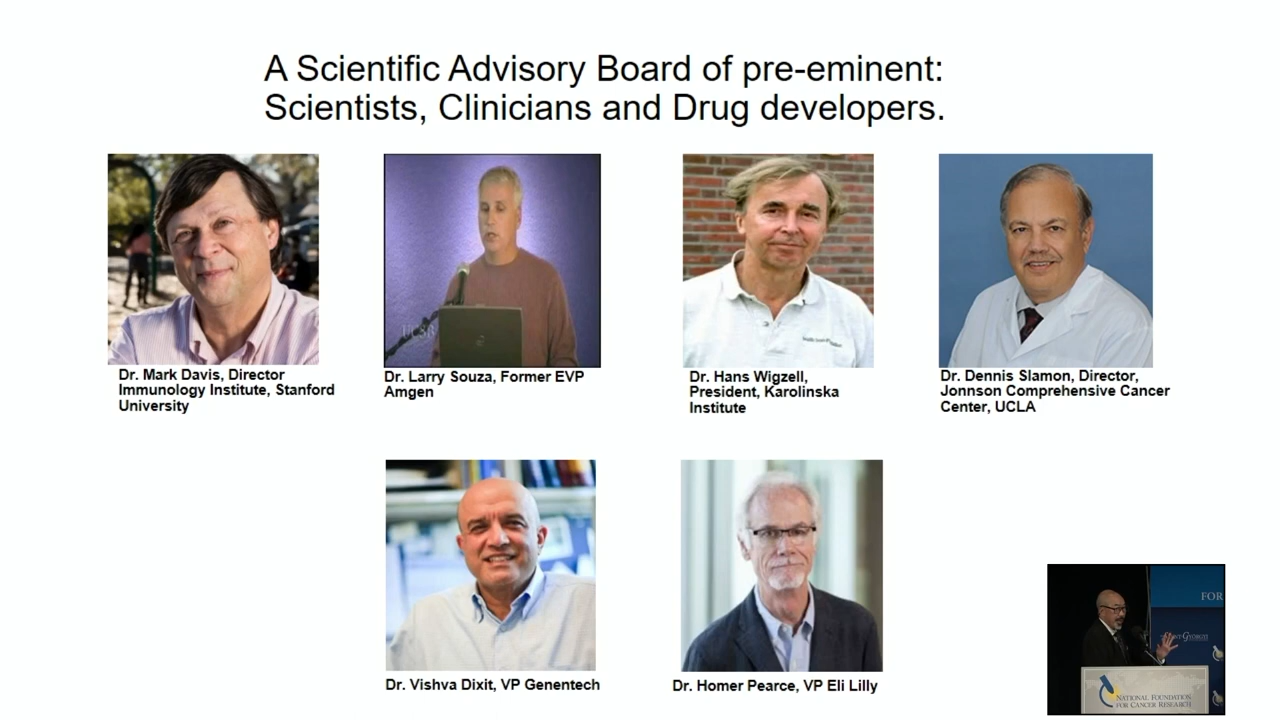 A Scientific Advisory Board of pre-eminent:
Scientists, Clinicians and Drug developers.
UCSB
Dr. Mark Davis, Director
Immunology Institute, Stanford
University
Dr. Larry Souza, Former EVP
Amgen
Dr. Hans Wigzell,
President, Karolinska
Institute
Dr. Dennis Slamon, Director,
Jonnson Comprehensive Cancer
Center, UCLA
Dr. Vishva Dixit, VP Genentech
Dr. Homer Pearce, VP Eli Lilly
FOR
NATIONAL FOUNDATION
FOR CANCER RESEARCH